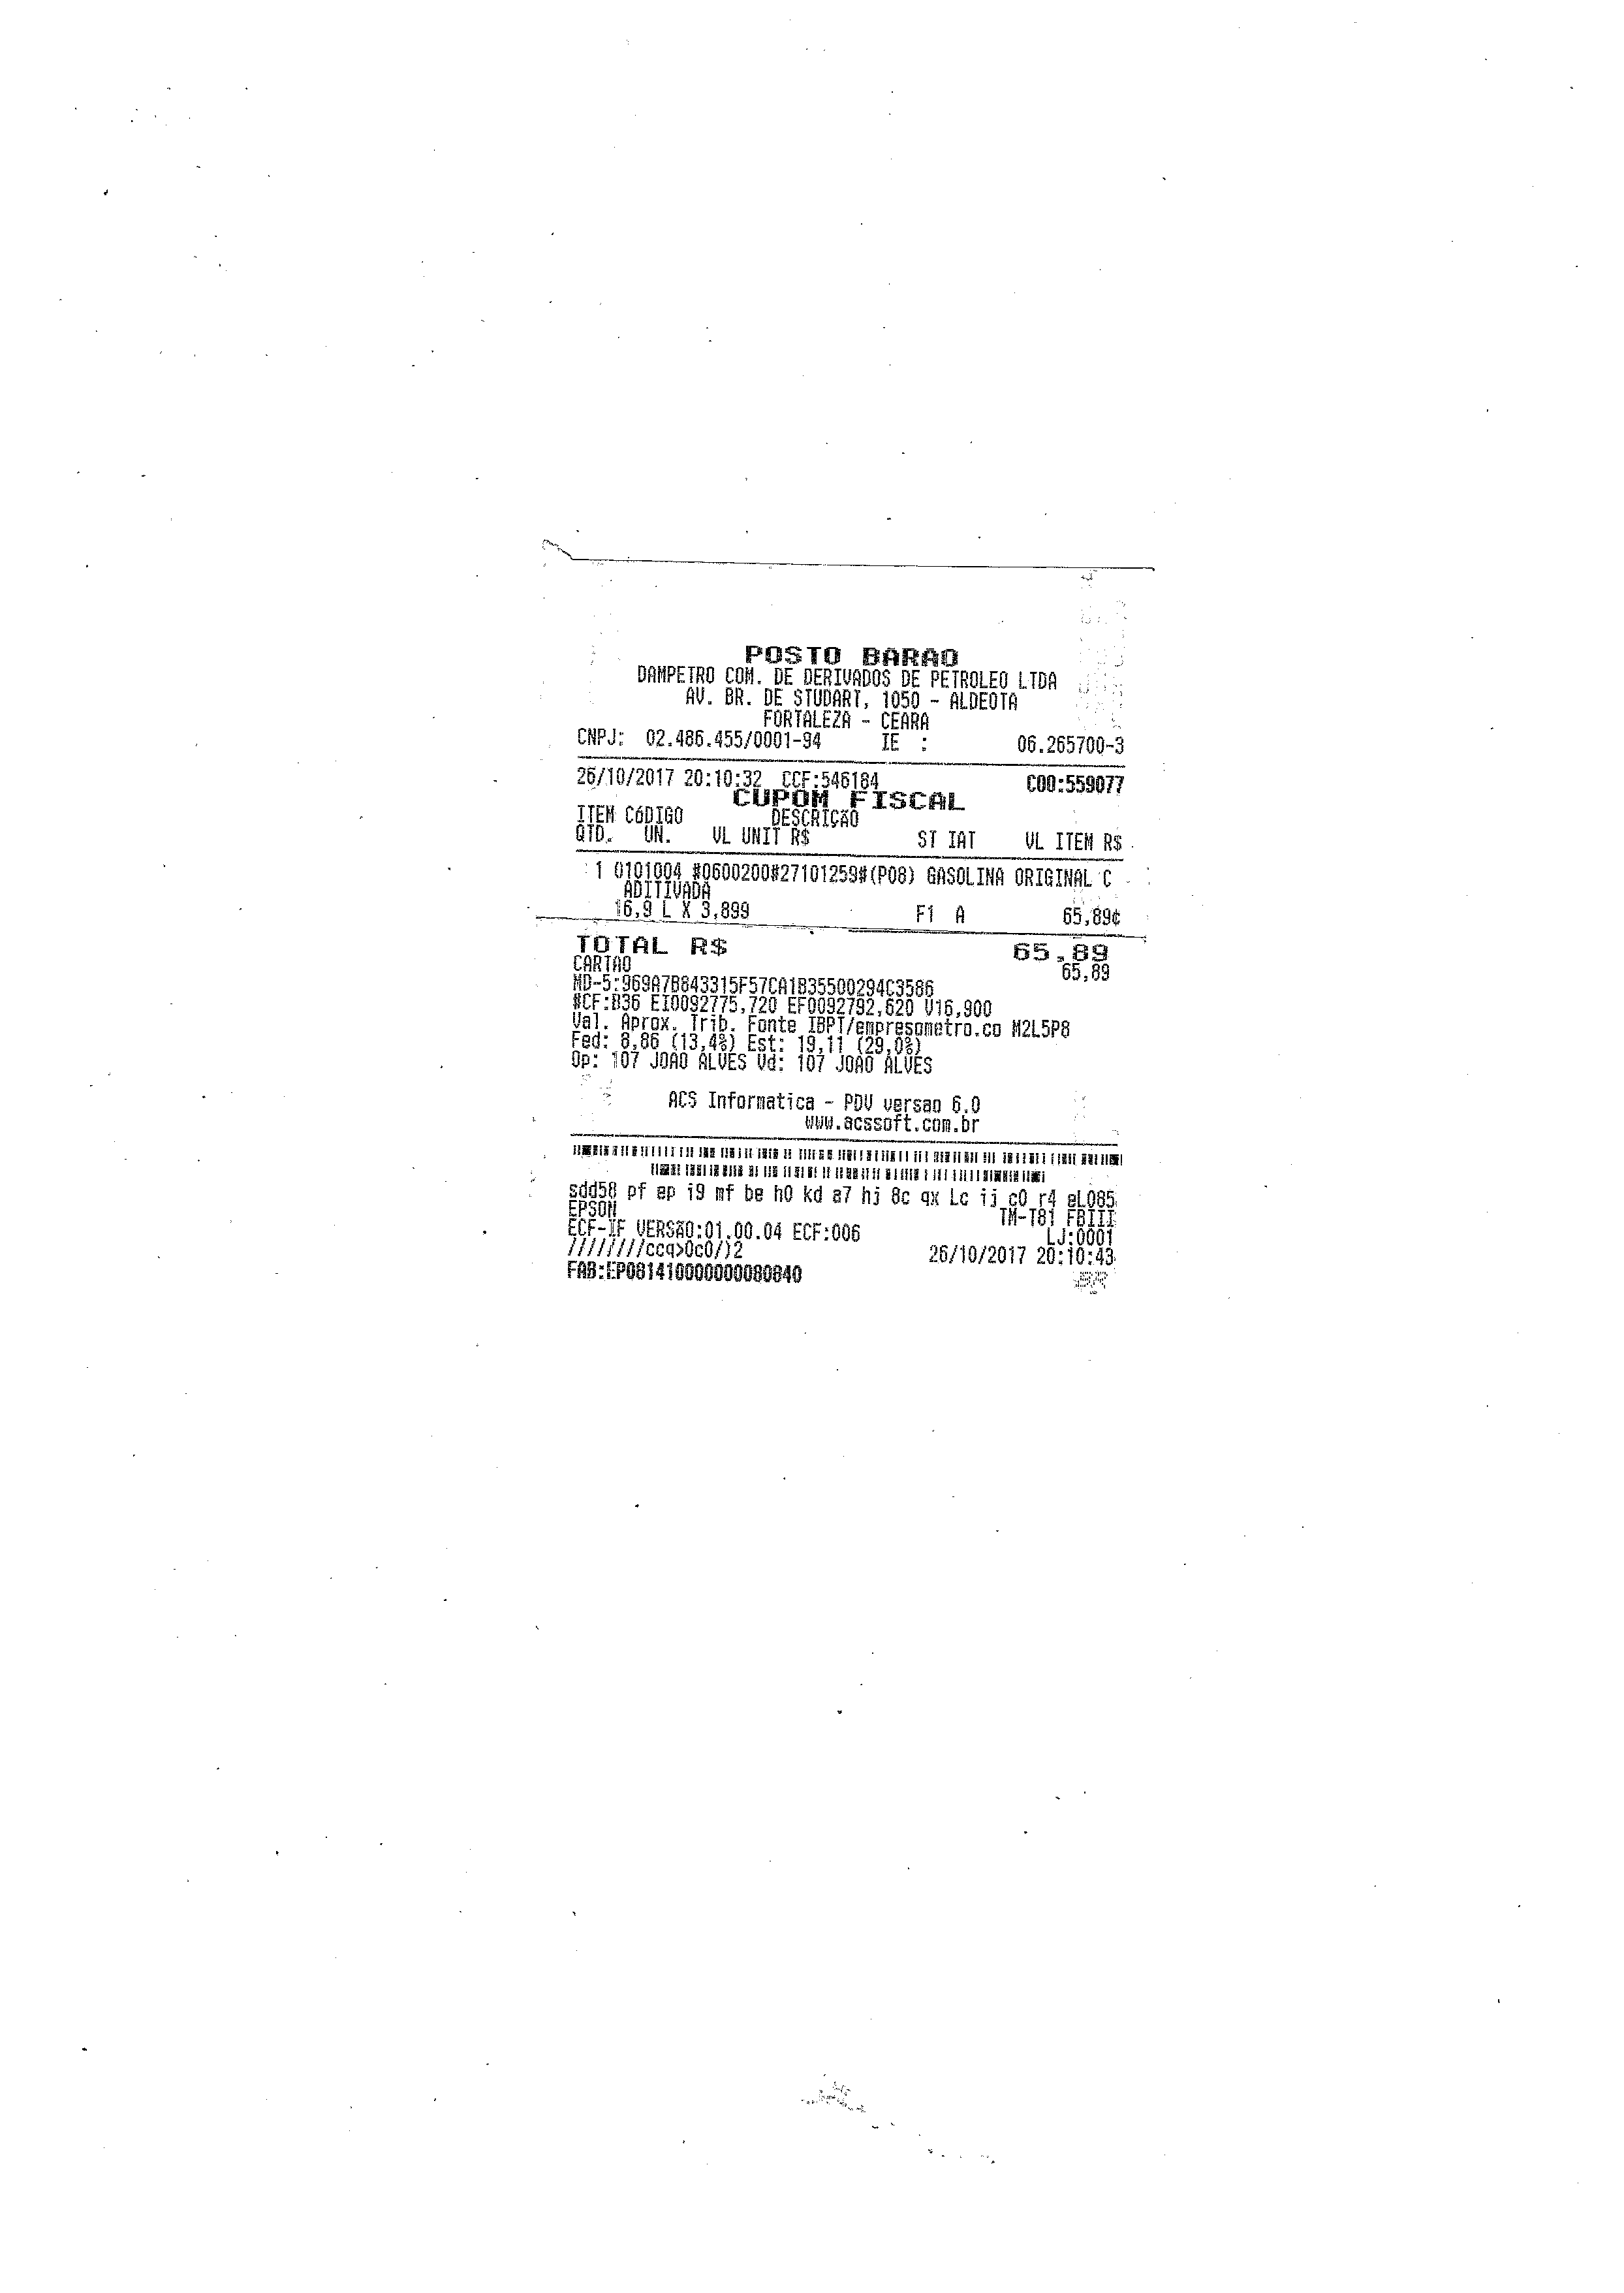 POSTO BARAO
DAMPETRO COM. DE DERIVADOS DE PETROLEO LTDA
AV. BR. DE STUDART, 1050 - ALDEOTA
FORTALEZA - CEARA
CNPJ: 02.486.455/0001-94 IE : 06.265700-3
26/10/2017 20:10:32 CCF:546184 COO:559077
CUPOM FISCAL
ITEM CÓDIGO DESCRIÇÃO
QTD. UN. VL UNIT R$ ST IAT VL ITEM R$
1 0101004 #0600200#27101259#(P08) GASOLINA ORIGINAL C
ADITIVADA
16,9 L X 3,899 F1 A 65,89¢
TOTAL R$ 65,89
CARTAO 65,89
MD-5:969A7B843315F57CA1B35500294C3586
#CF:B36 EI0092775,720 EF0092792,620 V16,900
Val. Aprox. Trib. Fonte IBPT/empresometro.co M2L5P8
Fed: 8,86 (13,4%) Est: 19,11 (29,0%)
Op: 107 JOAO ALVES Vd: 107 JOAO ALVES
ACS Informatica - PDV versao 6.0
www.acssoft.com.br
sdd58 pf ep i9 mf be h0 kd a7 hj 8c qx Lc ij c0 r4 eL085
EPSON TM-T81 FBIII
ECF-IF VERSÃO:01.00.04 ECF:006 LJ:0001
////////ccq>0c0/)2 26/10/2017 20:10:43
FAB:EP081410000000080840